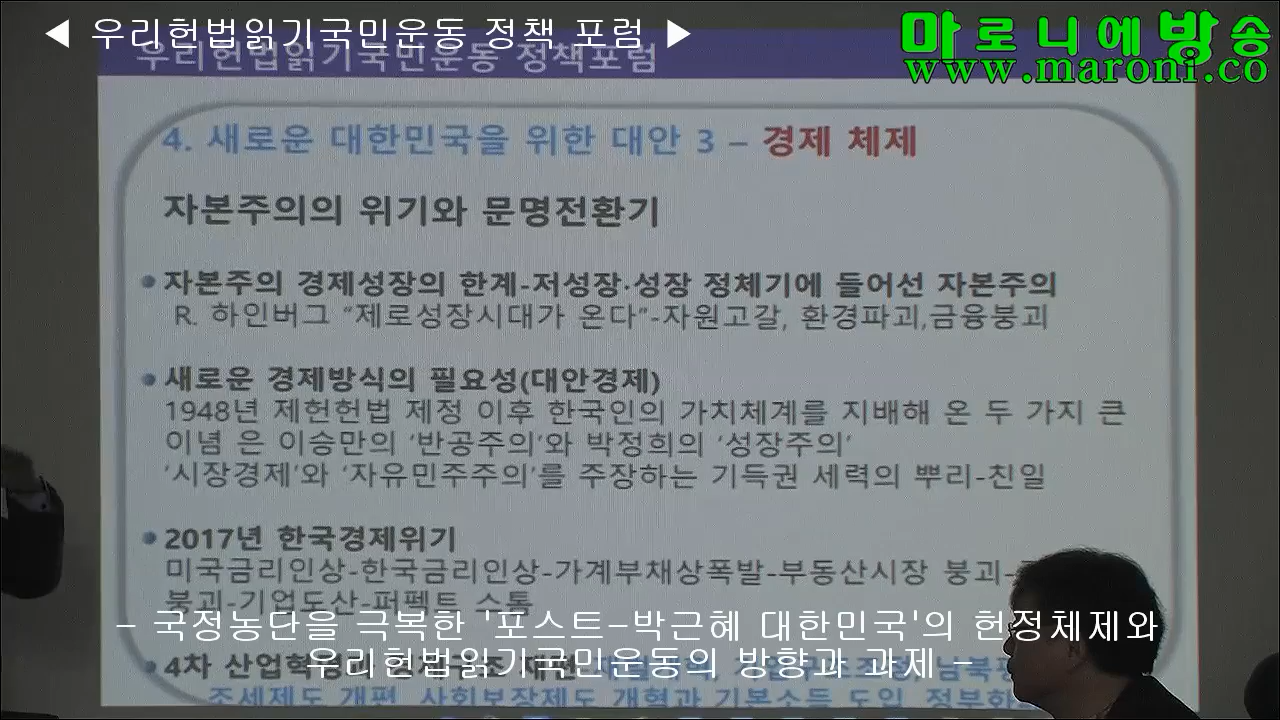 ◀ 우리헌법읽기국민운동 정책 포럼 ▶
마로니에방송
www.maroni.co
우리헌법읽기국민운동 정책포럼
4. 새로운 대한민국을 위한 대안 3 – 경제 체제
자본주의의 위기와 문명전환기
자본주의 경제성장의 한계-저성장·성장 정체기에 들어선 자본주의
R. 하인버그 “제로성장시대가 온다”-자원고갈, 환경파괴,금융붕괴
새로운 경제방식의 필요성(대안경제)
1948년 제헌헌법 제정 이후 한국인의 가치체계를 지배해 온 두 가지 큰
이념 은 이승만의 ‘반공주의’와 박정희의 ‘성장주의’
‘시장경제’와 ‘자유민주주의’를 주장하는 기득권 세력의 뿌리-친일
2017년 한국경제위기
미국금리인상-한국금리인상-가계부채상폭발-부동산시장 붕괴-
붕괴-기업도산-퍼펙트 스톰
- 국정농단을 극복한 '포스트-박근혜 대한민국'의 헌정체제와
우리헌법읽기국민운동의 방향과 과제 -
4차 산업혁명
조세제도 개편, 사회보장제도 개혁과 기본소득 도입,